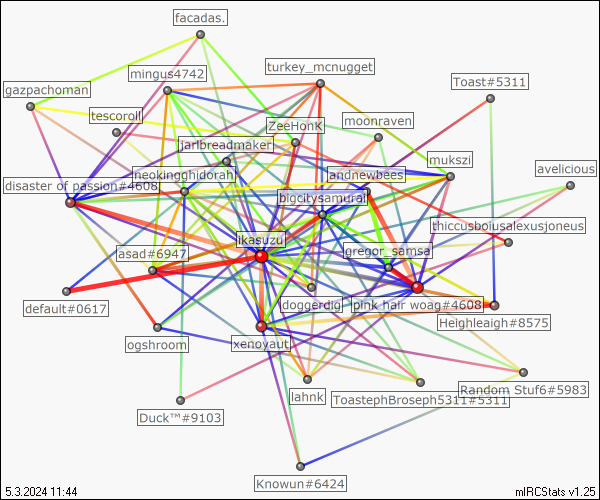 facadas.
turkey_mcnugget
mingus4742
Toast#5311
gazpachoman
tescoroil
moonraven
ZeeHonK
jarlbreadmaker
mukszi
avelicious
neokingghidorah
andnewbees
disaster of passion#4608
bigcitysamurai
thiccusboiusalexusjoneus
ikasuzu
gregor_samsa
asad#6947
default#0617
doggerdig
pink hair woag#4608
Heighleagh#8575
ogshroom
xenoyaut
lahnk
ToastephBroseph5311#5311
Random Stuf6#5983
Duck™#9103
Knowun#6424
5.3.2024 11:44
mIRCStats v1.25